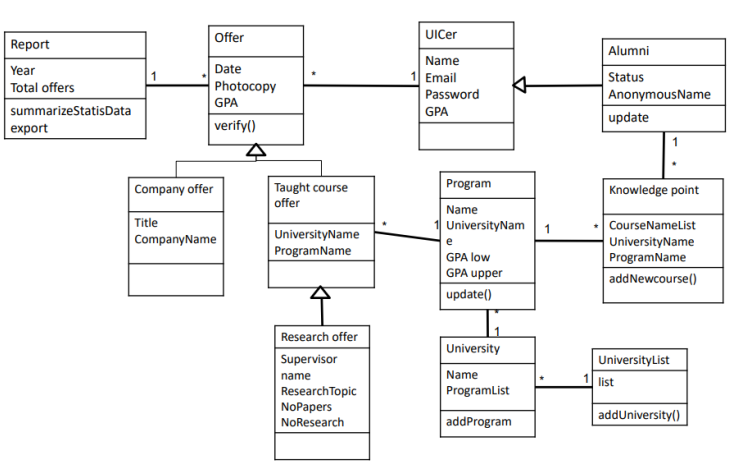 Report
Year
Total offers
summarizeStatisData
export
1
*
Offer
Date
Photocopy
GPA
verify()
*
1
UICer
Name
Email
Password
GPA
Alumni
Status
AnonymousName
update
1
*
Company offer
Title
CompanyName
Taught course
offer
UniversityName
ProgramName
*
1
Program
Name
UniversityNam
e
GPA low
GPA upper
update()
1
*
Knowledge point
CourseNameList
UniversityName
ProgramName
addNewcourse()
*
1
Research offer
Supervisor
name
ResearchTopic
NoPapers
NoResearch
University
Name
ProgramList
addProgram
*
1
UniversityList
list
addUniversity()